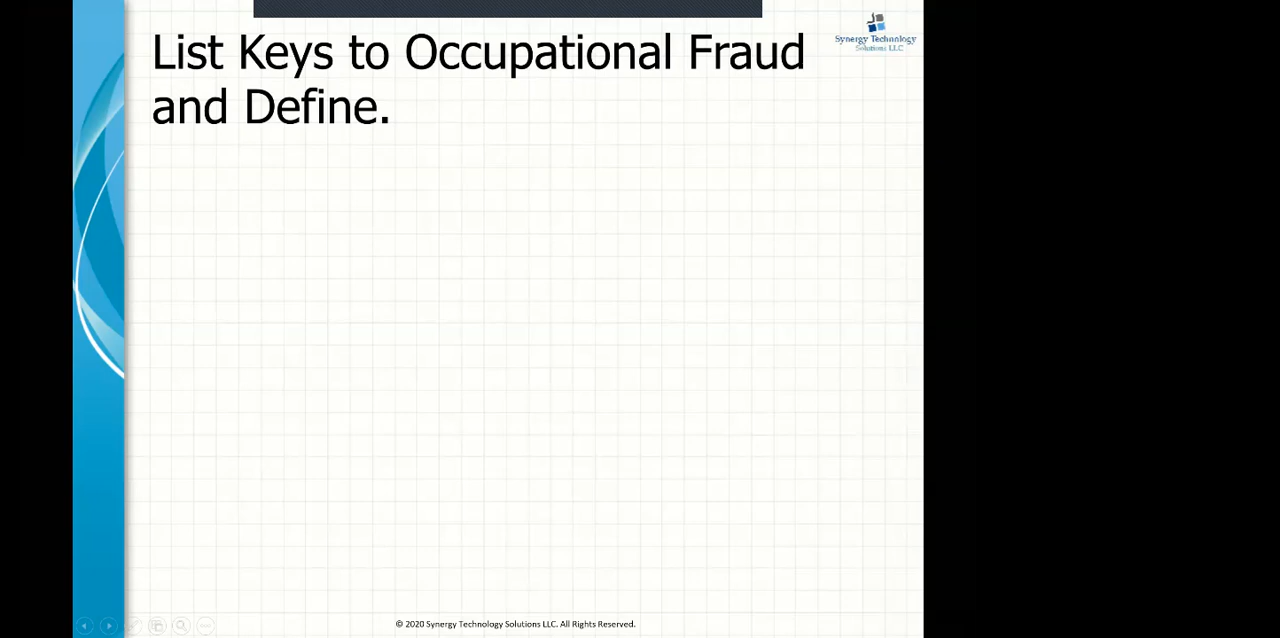 List Keys to Occupational Fraud
and Define.
Synergy Technology
Solutions LLC
© 2020 Synergy Technology Solutions LLC. All Rights Reserved.